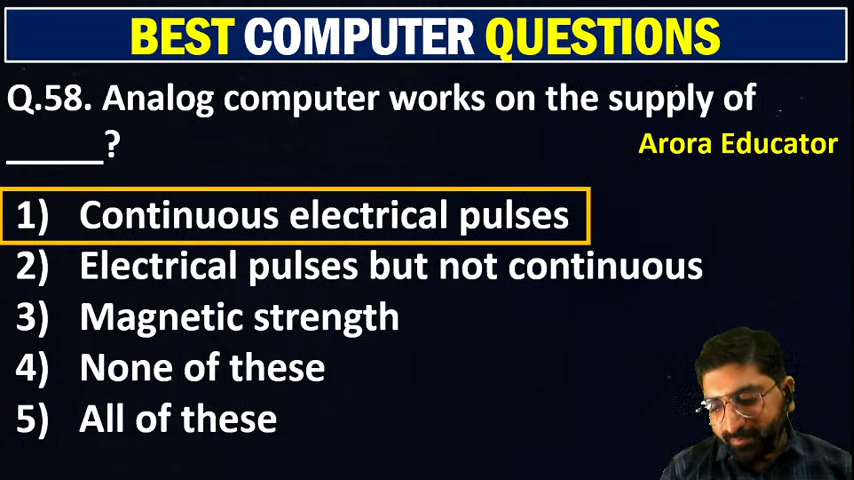 BEST COMPUTER QUESTIONS
Q.58. Analog computer works on the supply of
_____?
Arora Educator
1) Continuous electrical pulses
2) Electrical pulses but not continuous
3) Magnetic strength
4) None of these
5) All of these